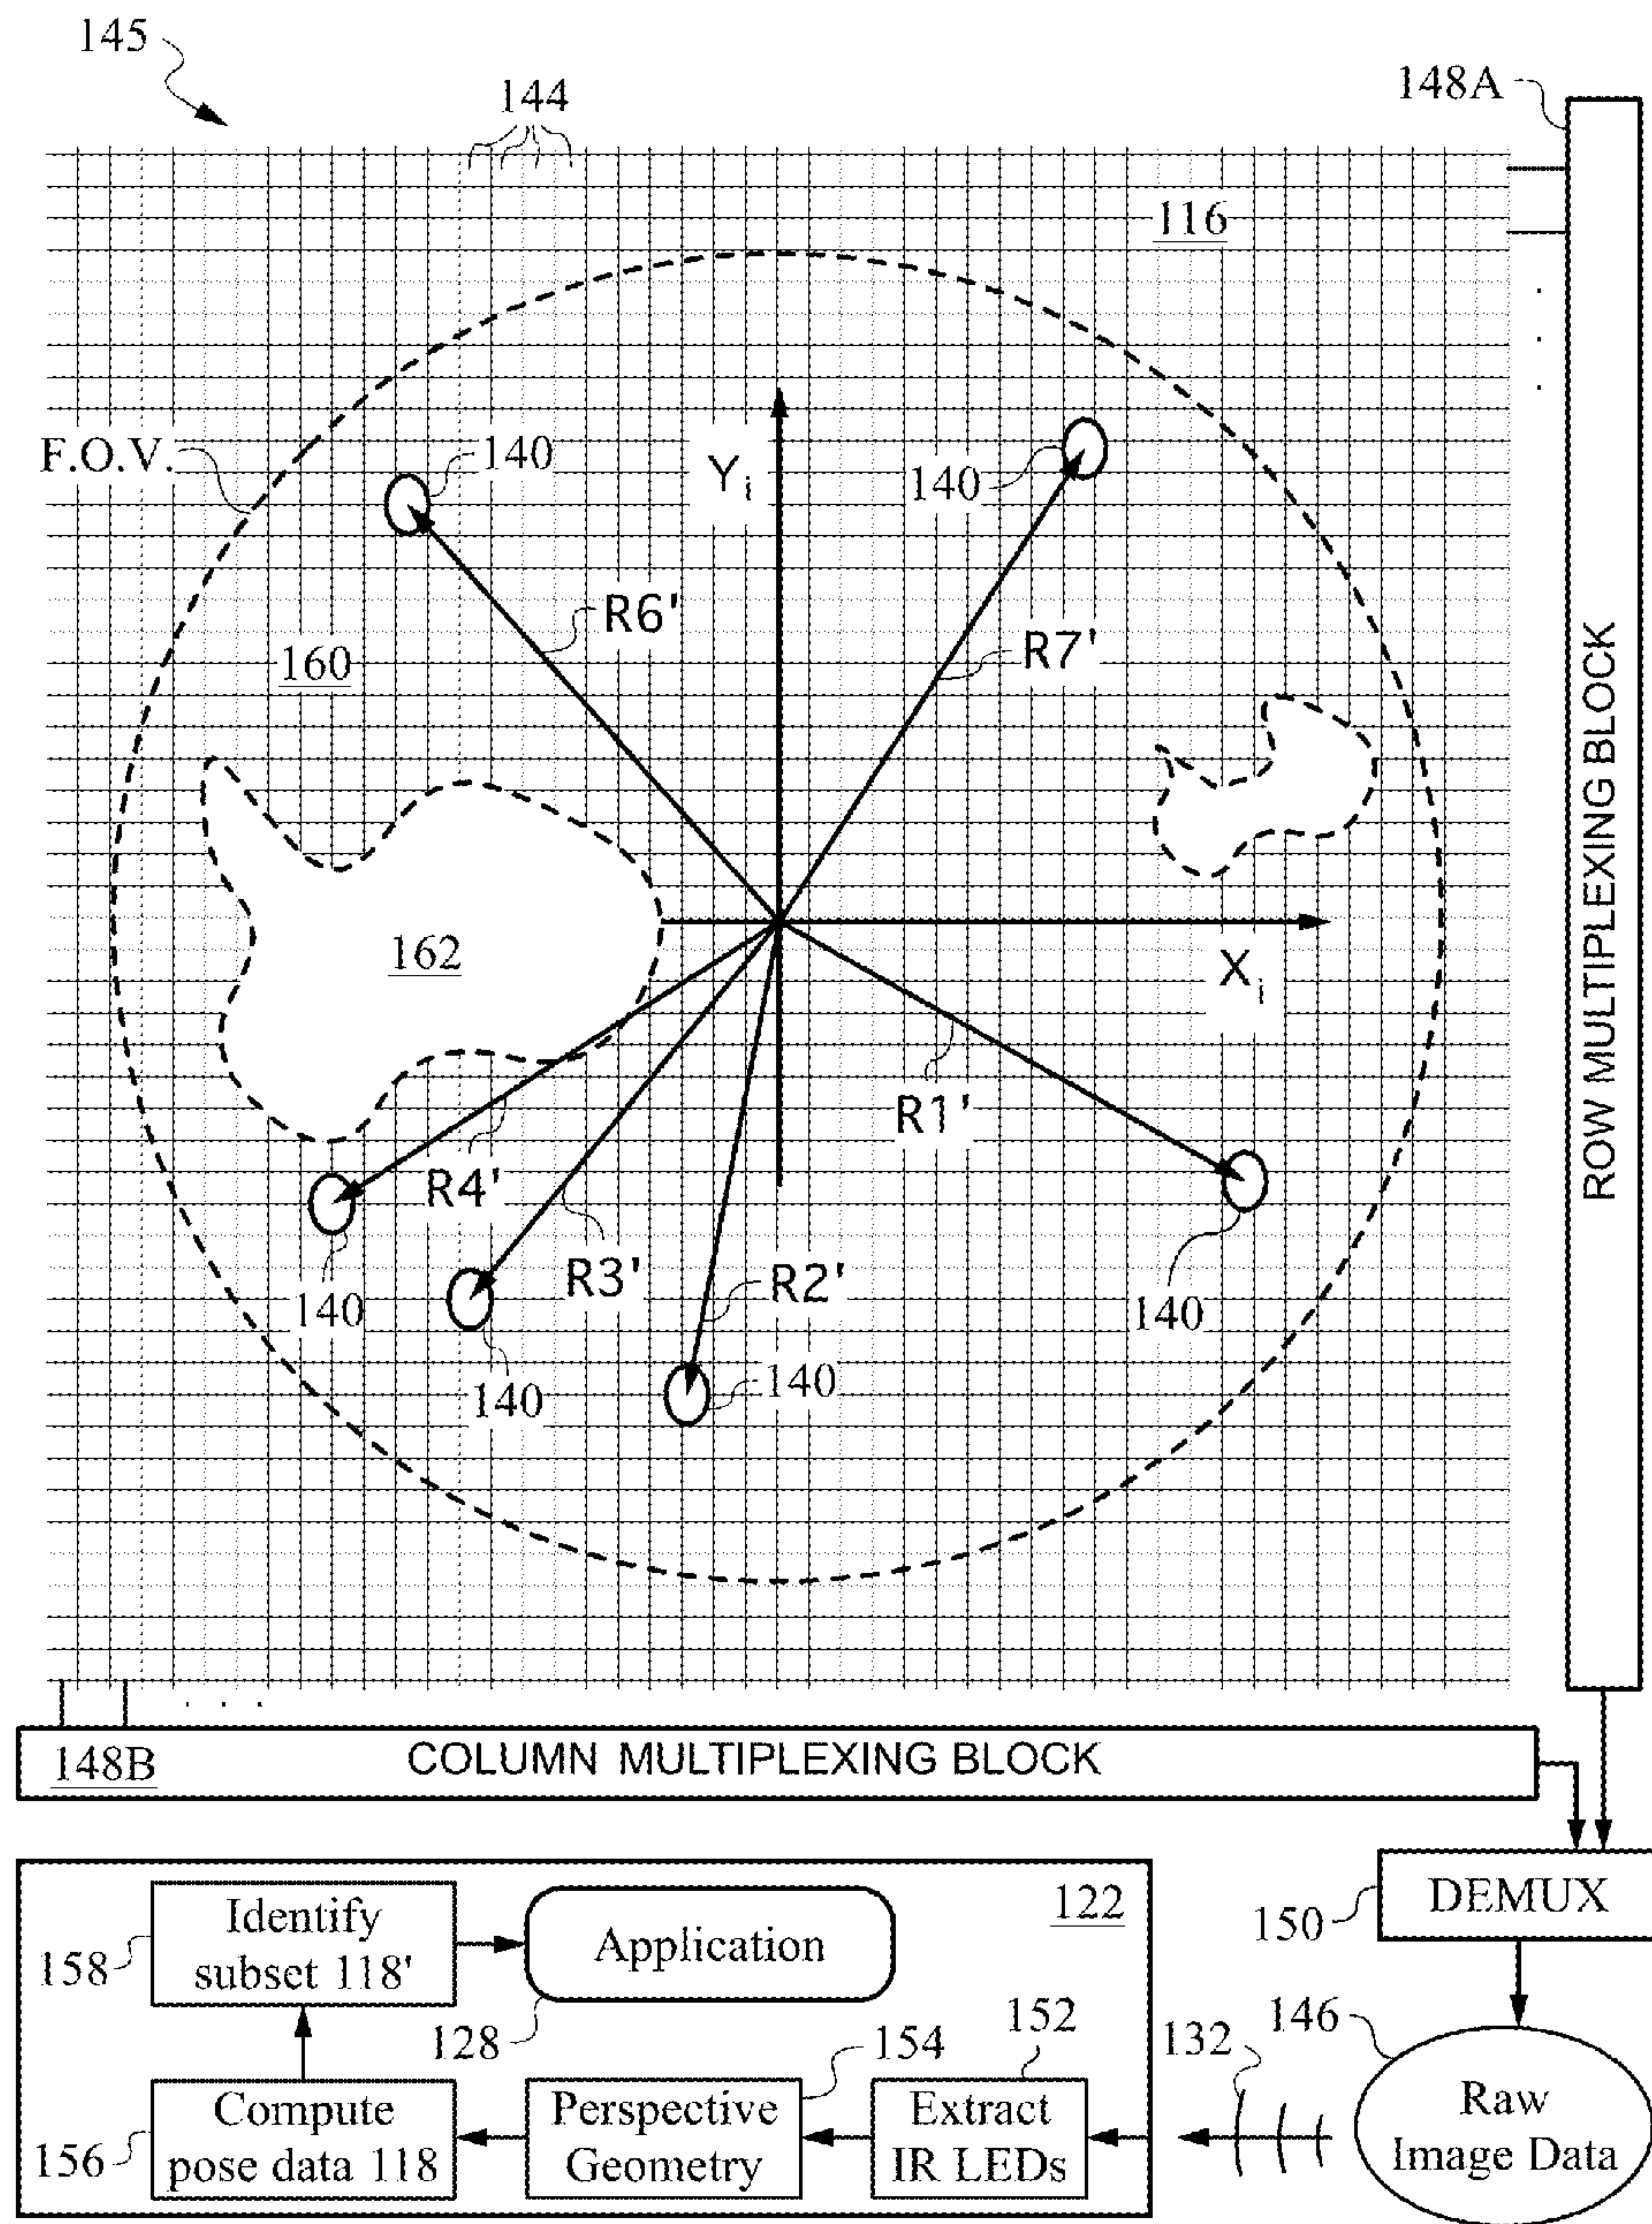 145
144
148A
116
F.O.V.
140
Yi
140
R6'
R7'
160
ROW MULTIPLEXING BLOCK
162
Xi
R1'
R4'
R3'
R2'
140
140
140
140
148B
COLUMN MULTIPLEXING BLOCK
122
DEMUX
150
Identify
subset 118'
158
Application
128
154
152
132
146
Compute
pose data 118
156
Perspective
Geometry
Extract
IR LEDs
Raw
Image Data